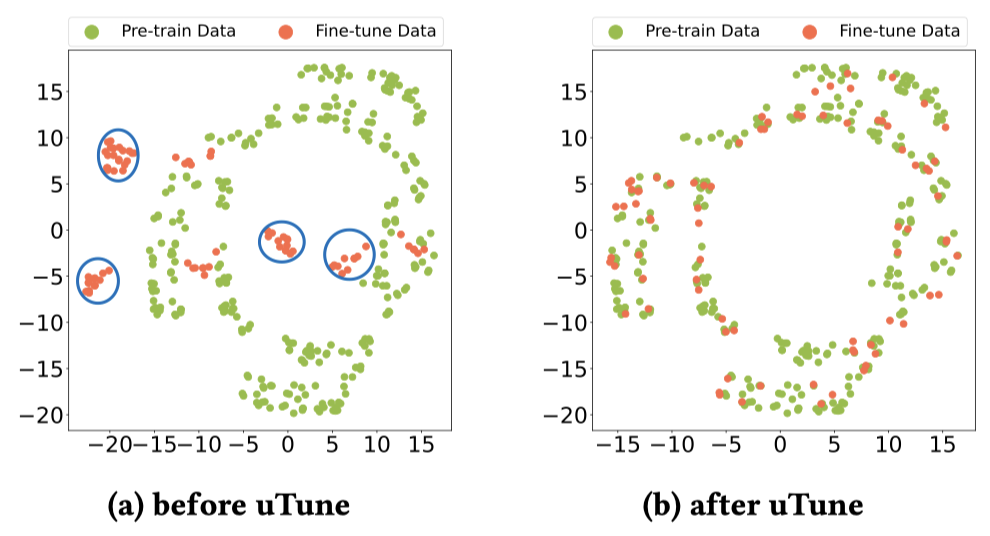 Pre-train Data Fine-tune Data
15
10
5
0
−5
−10
−15
−20
−20 −15 −10 −5 0 5 10 15
(a) before uTune
Pre-train Data Fine-tune Data
15
10
5
0
−5
−10
−15
−20
−15 −10 −5 0 5 10 15
(b) after uTune